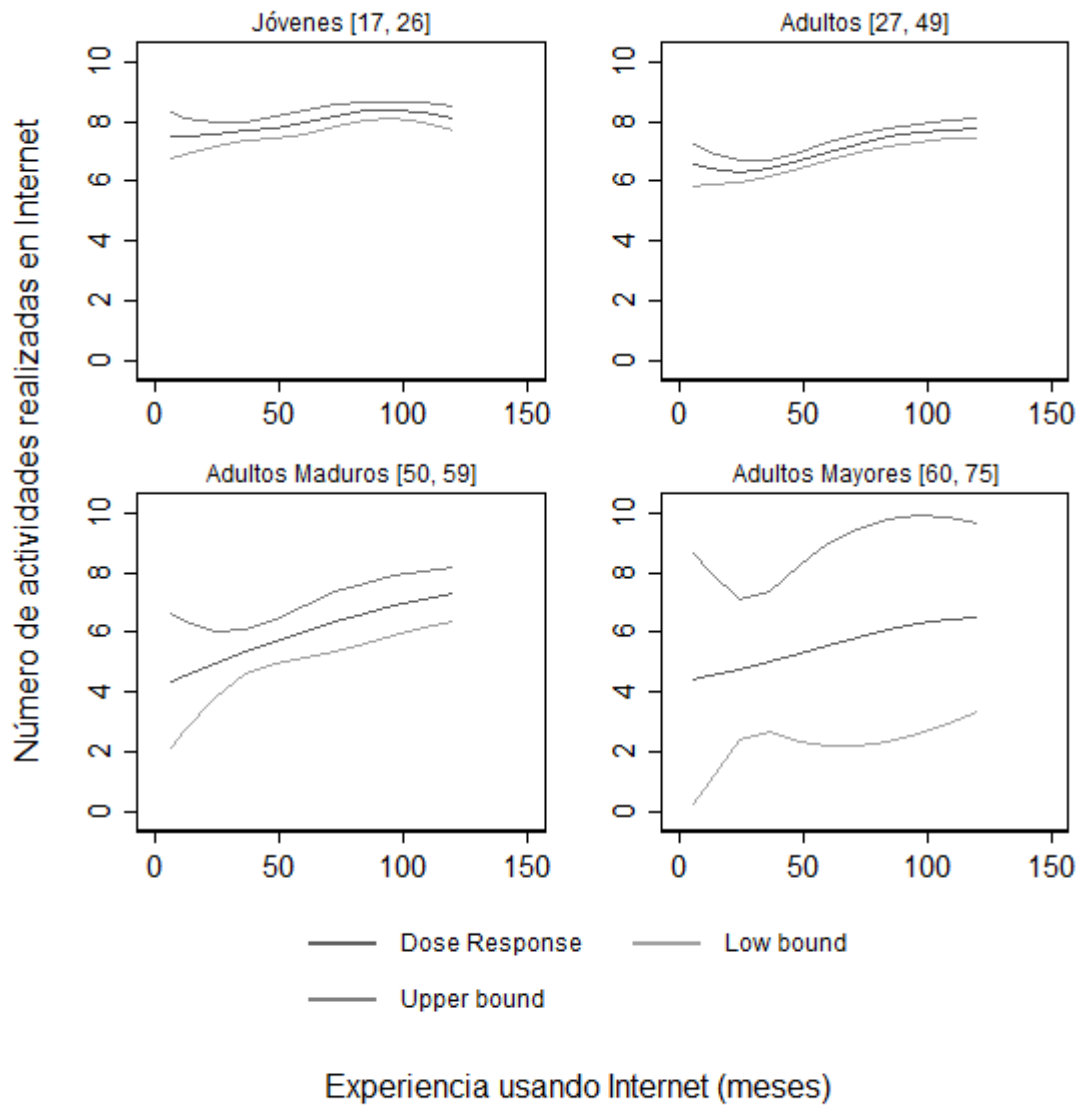 Jóvenes [17, 26]
Adultos [27, 49]
Número de actividades realizadas en Internet
10
8
6
4
2
0
0 50 100 150
10
8
6
4
2
0
0 50 100 150
Adultos Maduros [50, 59]
Adultos Mayores [60, 75]
10
8
6
4
2
0
0 50 100 150
10
8
6
4
2
0
0 50 100 150
Dose Response
Low bound
Upper bound
Experiencia usando Internet (meses)